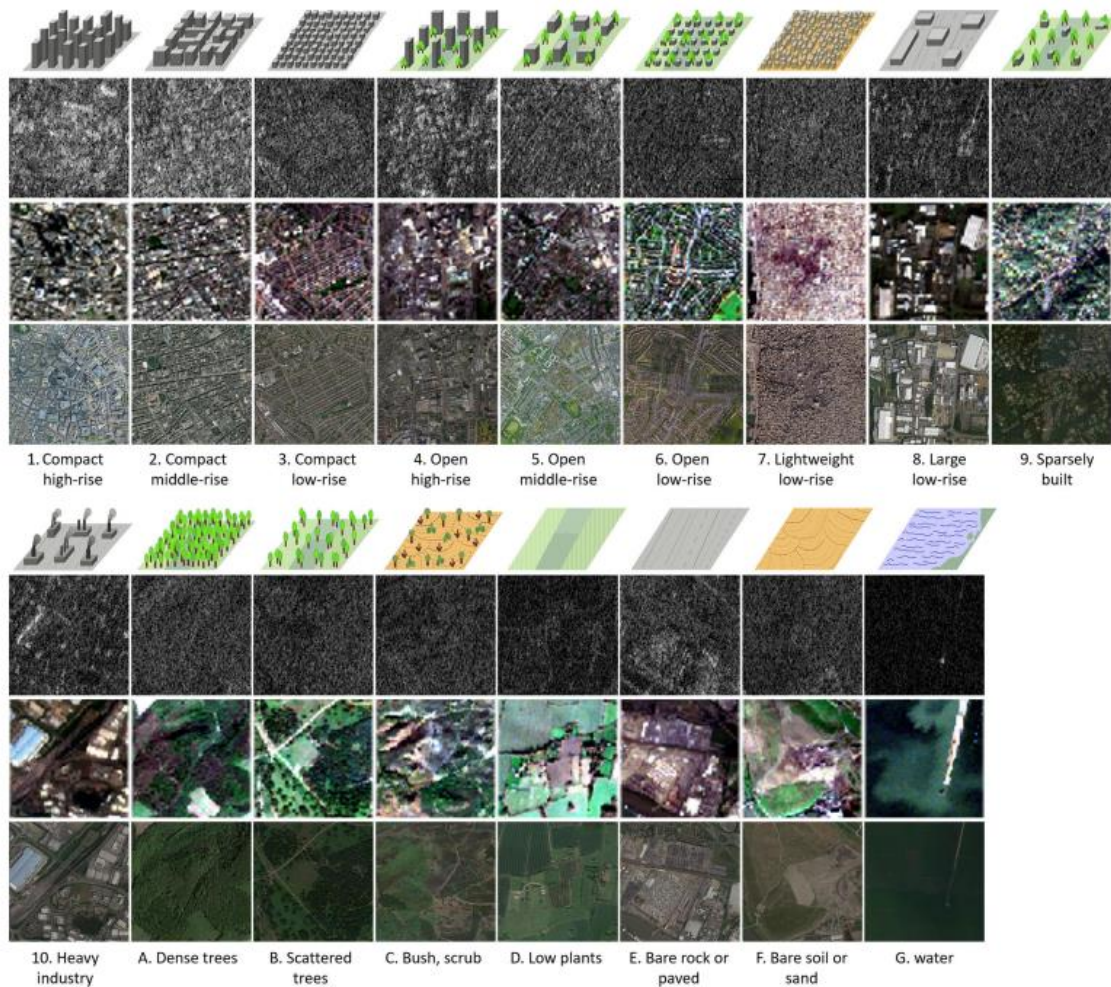 1. Compact 2. Compact 3. Compact 4. Open 5. Open 6. Open 7. Lightweight 8. Large 9. Sparsely
high-rise middle-rise low-rise high-rise middle-rise low-rise low-rise low-rise built
10. Heavy A. Dense trees B. Scattered C. Bush, scrub D. Low plants E. Bare rock or F. Bare soil or G. water
industry trees paved sand